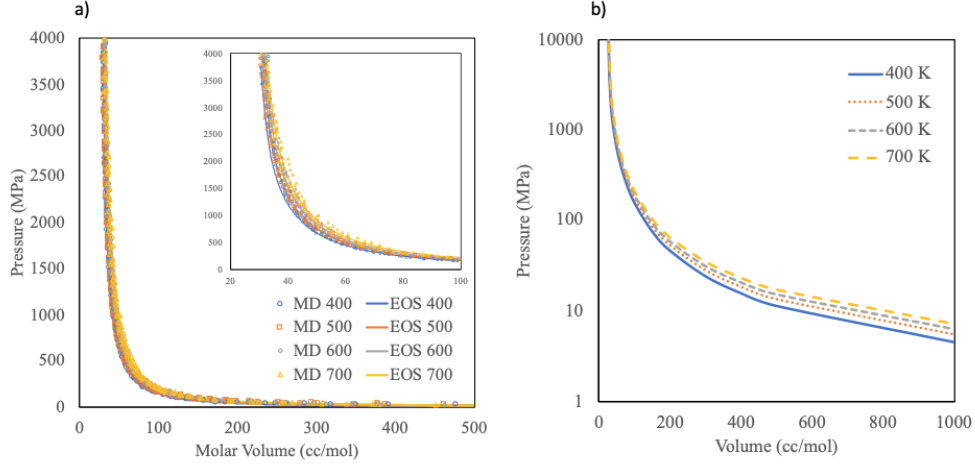 a)
Pressure (MPa)
4000
3500
3000
2500
2000
1500
1000
500
0
0 100 200 300 400 500
Molar Volume (cc/mol)
4000
3500
3000
2500
2000
1500
1000
500
0
20 40 60 80 100
MD 400 EOS 400
MD 500 EOS 500
MD 600 EOS 600
MD 700 EOS 700
b)
Pressure (MPa)
10000
1000
100
10
1
0 200 400 600 800 1000
Volume (cc/mol)
400 K
500 K
600 K
700 K